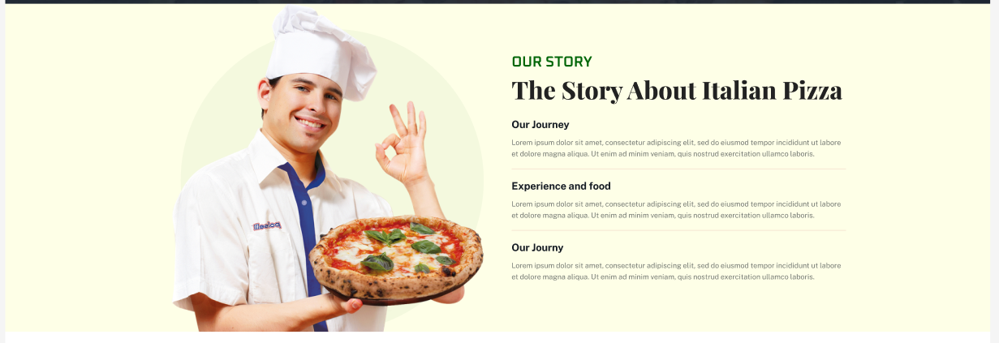 OUR STORY
The Story About Italian Pizza
Our Journey
Lorem ipsum dolor sit amet, consectetur adipiscing elit, sed do eiusmod tempor incididunt ut labore
et dolore magna aliqua. Ut enim ad minim veniam, quis nostrud exercitation ullamco laboris.
Experience and food
Lorem ipsum dolor sit amet, consectetur adipiscing elit, sed do eiusmod tempor incididunt ut labore
et dolore magna aliqua. Ut enim ad minim veniam, quis nostrud exercitation ullamco laboris.
Our Journy
Lorem ipsum dolor sit amet, consectetur adipiscing elit, sed do eiusmod tempor incididunt ut labore
et dolore magna aliqua. Ut enim ad minim veniam, quis nostrud exercitation ullamco laboris.